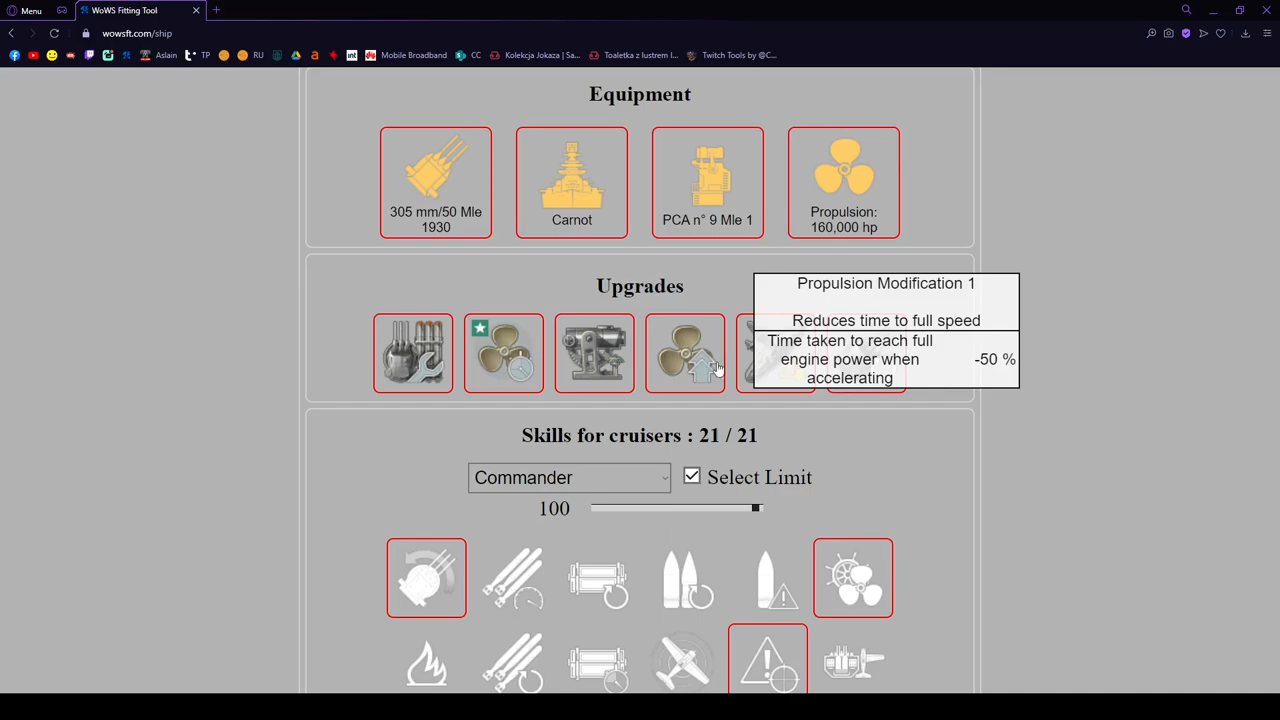 Menu
WoWS Fitting Tool
wowsft.com/ship
Aslain
TP
RU
int
Mobile Broadband
CC
Kolekcja Jokaza | Sa...
Toaletka z lustrem I...
Twitch Tools by @C...
Equipment
305 mm/50 Mle
1930
Carnot
PCA n° 9 Mle 1
Propulsion:
160,000 hp
Upgrades
Propulsion Modification 1
Reduces time to full speed
Time taken to reach full
engine power when
accelerating
-50 %
Skills for cruisers : 21 / 21
Commander
Select Limit
100